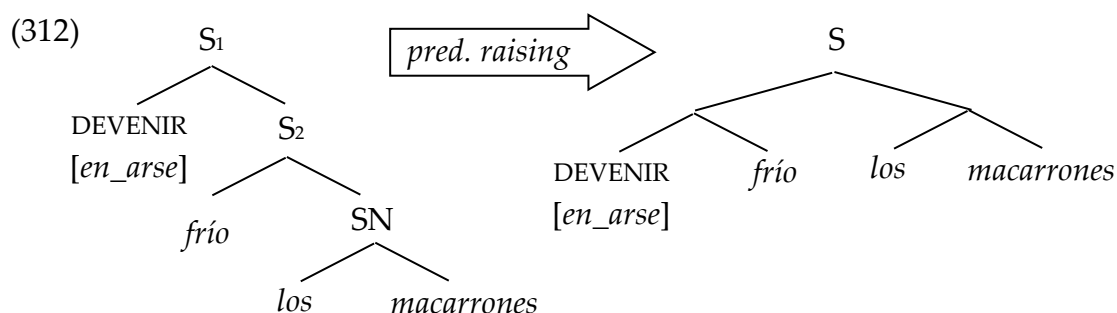 (312)
S₁ pred. raising S
DEVENIR S₂
[en_arse] DEVENIR frío los macarrones
frío SN [en_arse]
los macarrones